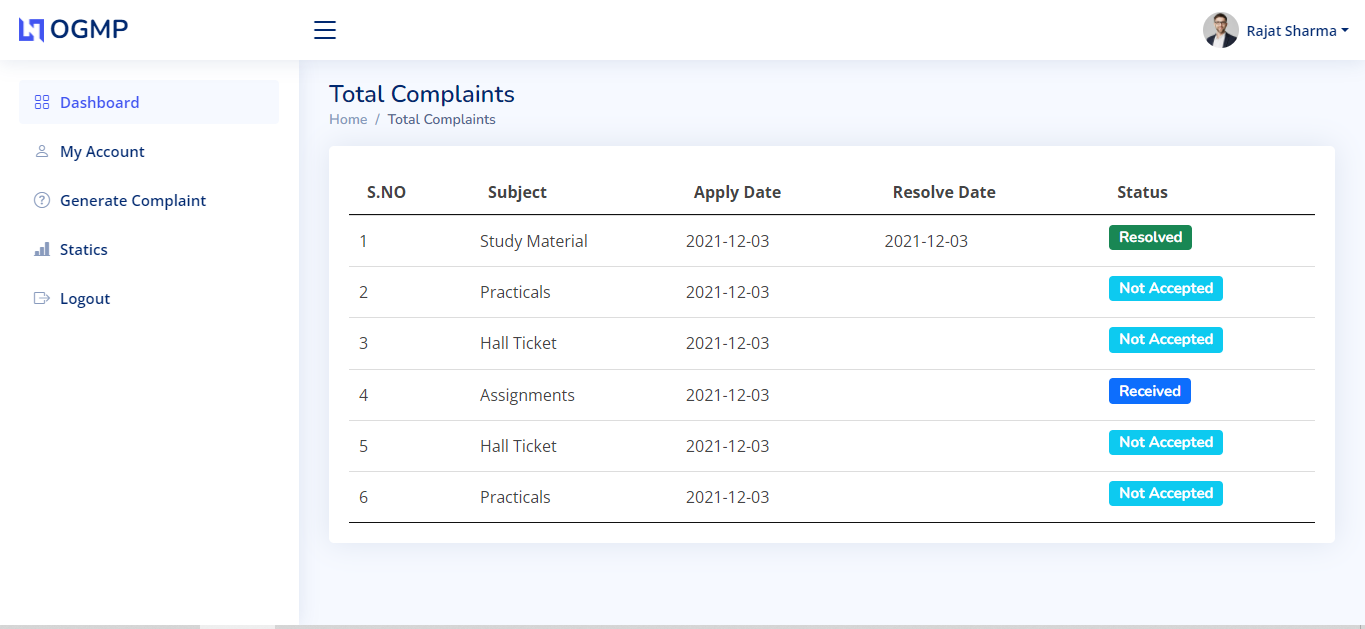 OGMP
Rajat Sharma
Dashboard
My Account
Generate Complaint
Statics
Logout
Total Complaints
Home / Total Complaints
S.NO Subject Apply Date Resolve Date Status
1 Study Material 2021-12-03 2021-12-03 Resolved
2 Practicals 2021-12-03 Not Accepted
3 Hall Ticket 2021-12-03 Not Accepted
4 Assignments 2021-12-03 Received
5 Hall Ticket 2021-12-03 Not Accepted
6 Practicals 2021-12-03 Not Accepted